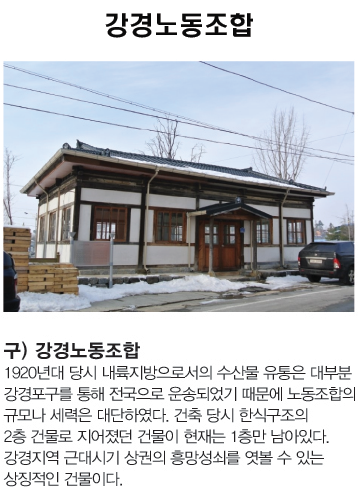 강경노동조합
구) 강경노동조합
1920년대 당시 내륙지방으로서의 수산물 유통은 대부분
강경포구를 통해 전국으로 운송되었기 때문에 노동조합의
규모나 세력은 대단하였다. 건축 당시 한식구조의
2층 건물로 지어졌던 건물이 현재는 1층만 남아있다.
강경지역 근대시기 상권의 흥망성쇠를 엿볼 수 있는
상징적인 건물이다.